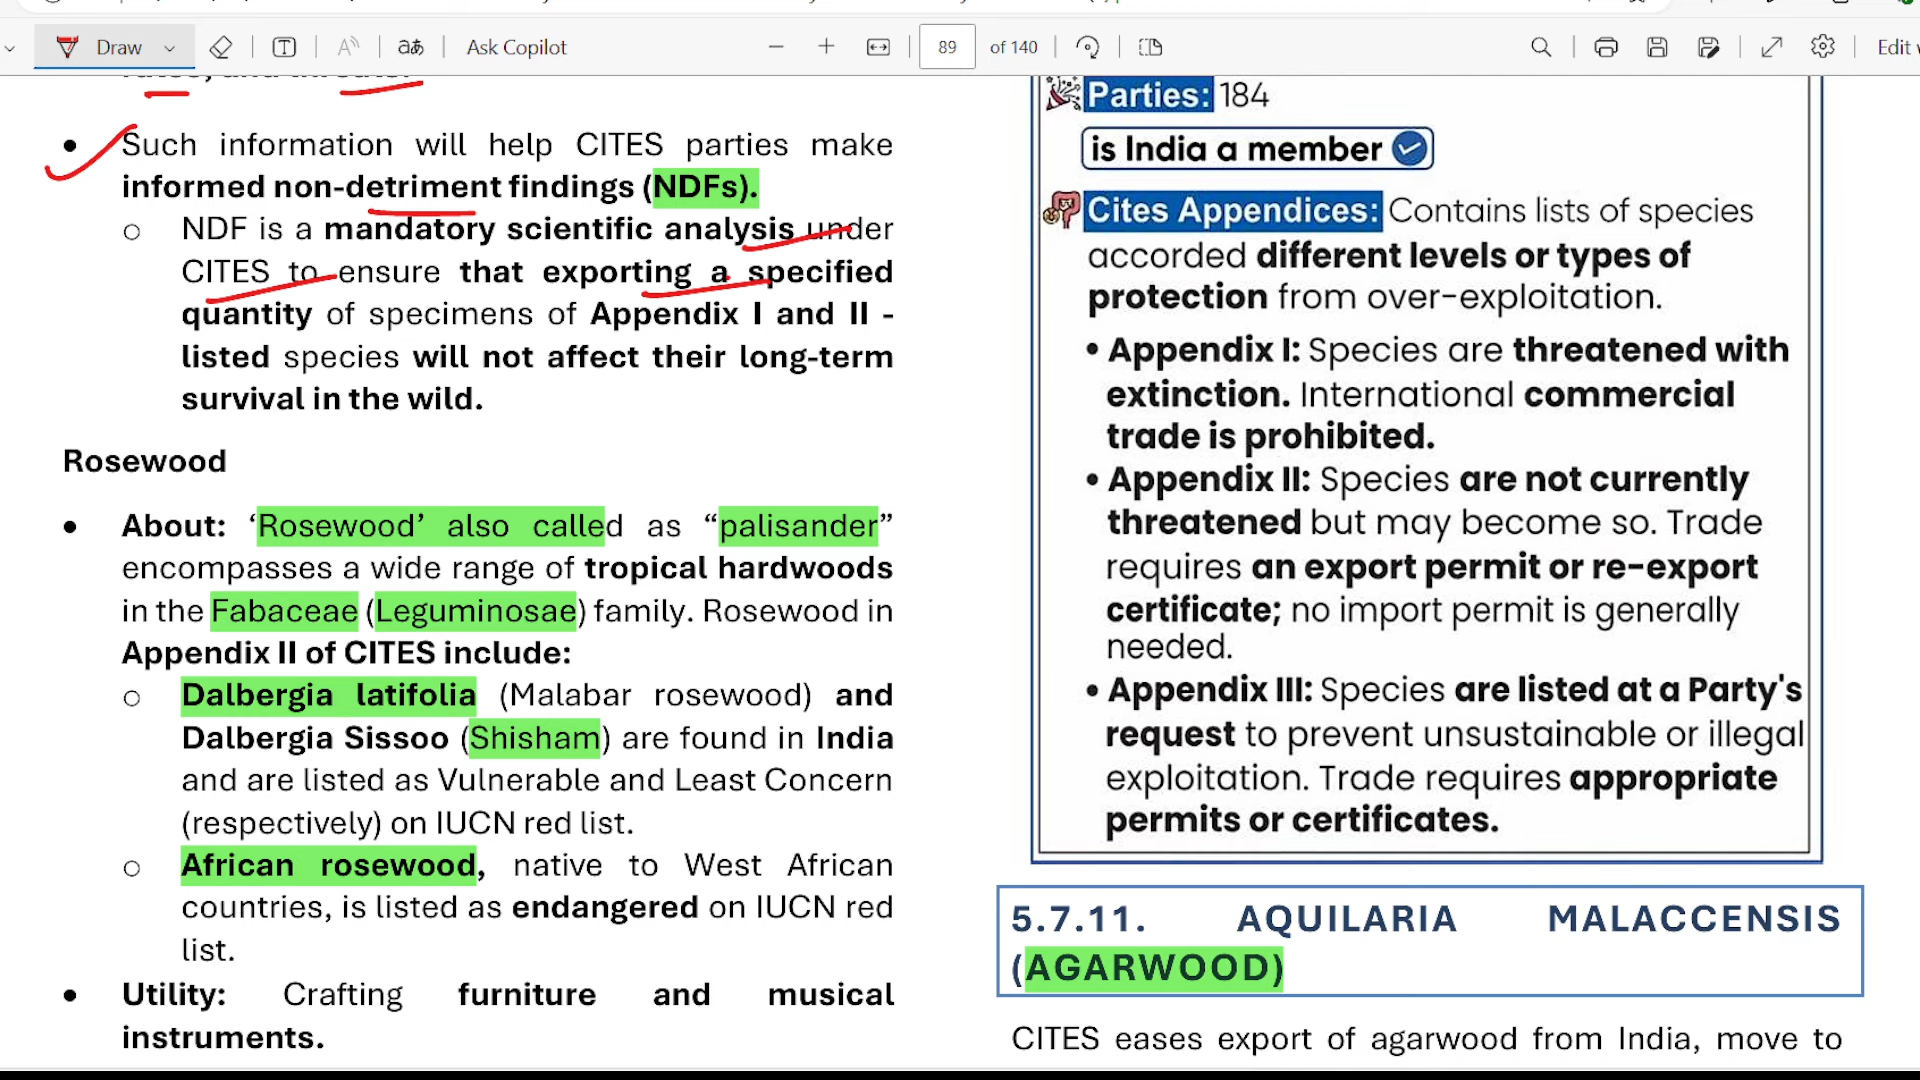 Draw
Ask Copilot
89 of 140
Edit
Such information will help CITES parties make
informed non-detriment findings (NDFs).
NDF is a mandatory scientific analysis under
CITES to ensure that exporting a specified
quantity of specimens of Appendix I and II -
listed species will not affect their long-term
survival in the wild.
Rosewood
• About: ‘Rosewood’ also called as “palisander”
encompasses a wide range of tropical hardwoods
in the Fabaceae (Leguminosae) family. Rosewood in
Appendix II of CITES include:
Dalbergia latifolia (Malabar rosewood) and
Dalbergia Sissoo (Shisham) are found in India
and are listed as Vulnerable and Least Concern
(respectively) on IUCN red list.
African rosewood, native to West African
countries, is listed as endangered on IUCN red
list.
• Utility: Crafting furniture and musical
instruments.
Parties: 184
is India a member
Cites Appendices: Contains lists of species
accorded different levels or types of
protection from over-exploitation.
• Appendix I: Species are threatened with
extinction. International commercial
trade is prohibited.
• Appendix II: Species are not currently
threatened but may become so. Trade
requires an export permit or re-export
certificate; no import permit is generally
needed.
• Appendix III: Species are listed at a Party's
request to prevent unsustainable or illegal
exploitation. Trade requires appropriate
permits or certificates.
5.7.11. AQUILARIA MALACCENSIS
(AGARWOOD)
CITES eases export of agarwood from India, move to